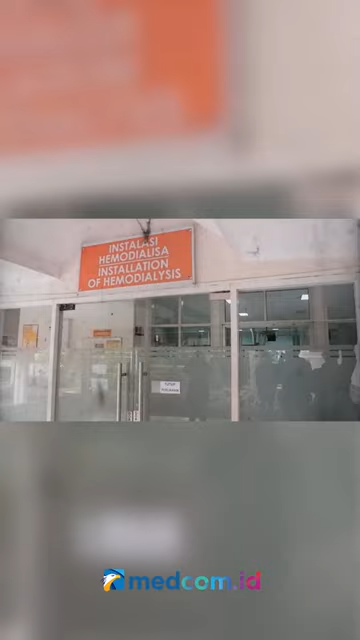 INSTALASI
HEMODIALISA
INSTALLATION
OF HEMODIALYSIS
medcom.id